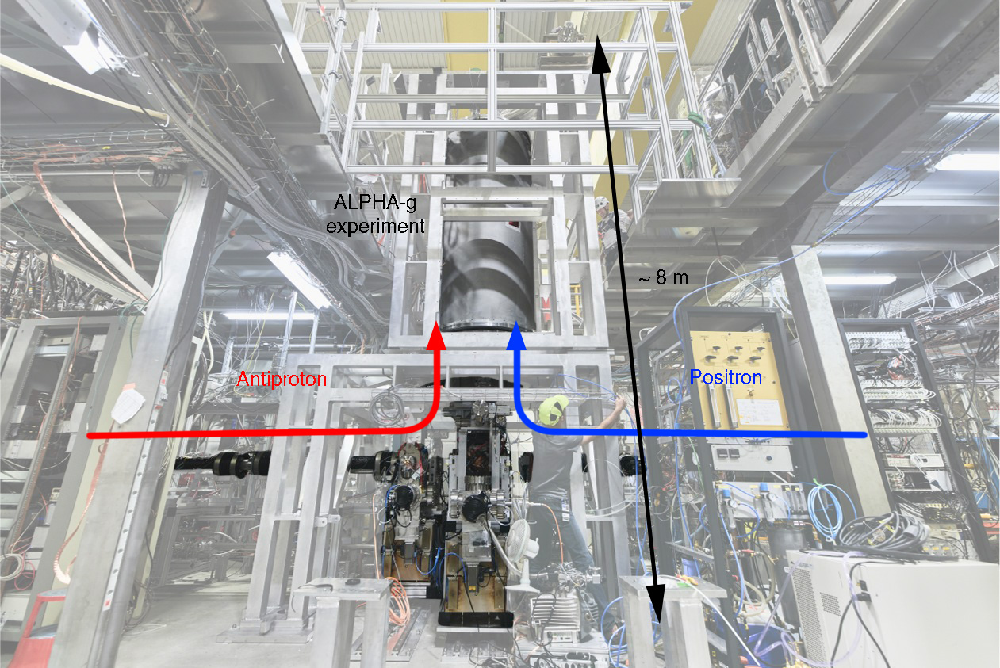 ALPHA-g
experiment
~ 8 m
Antiproton
Positron